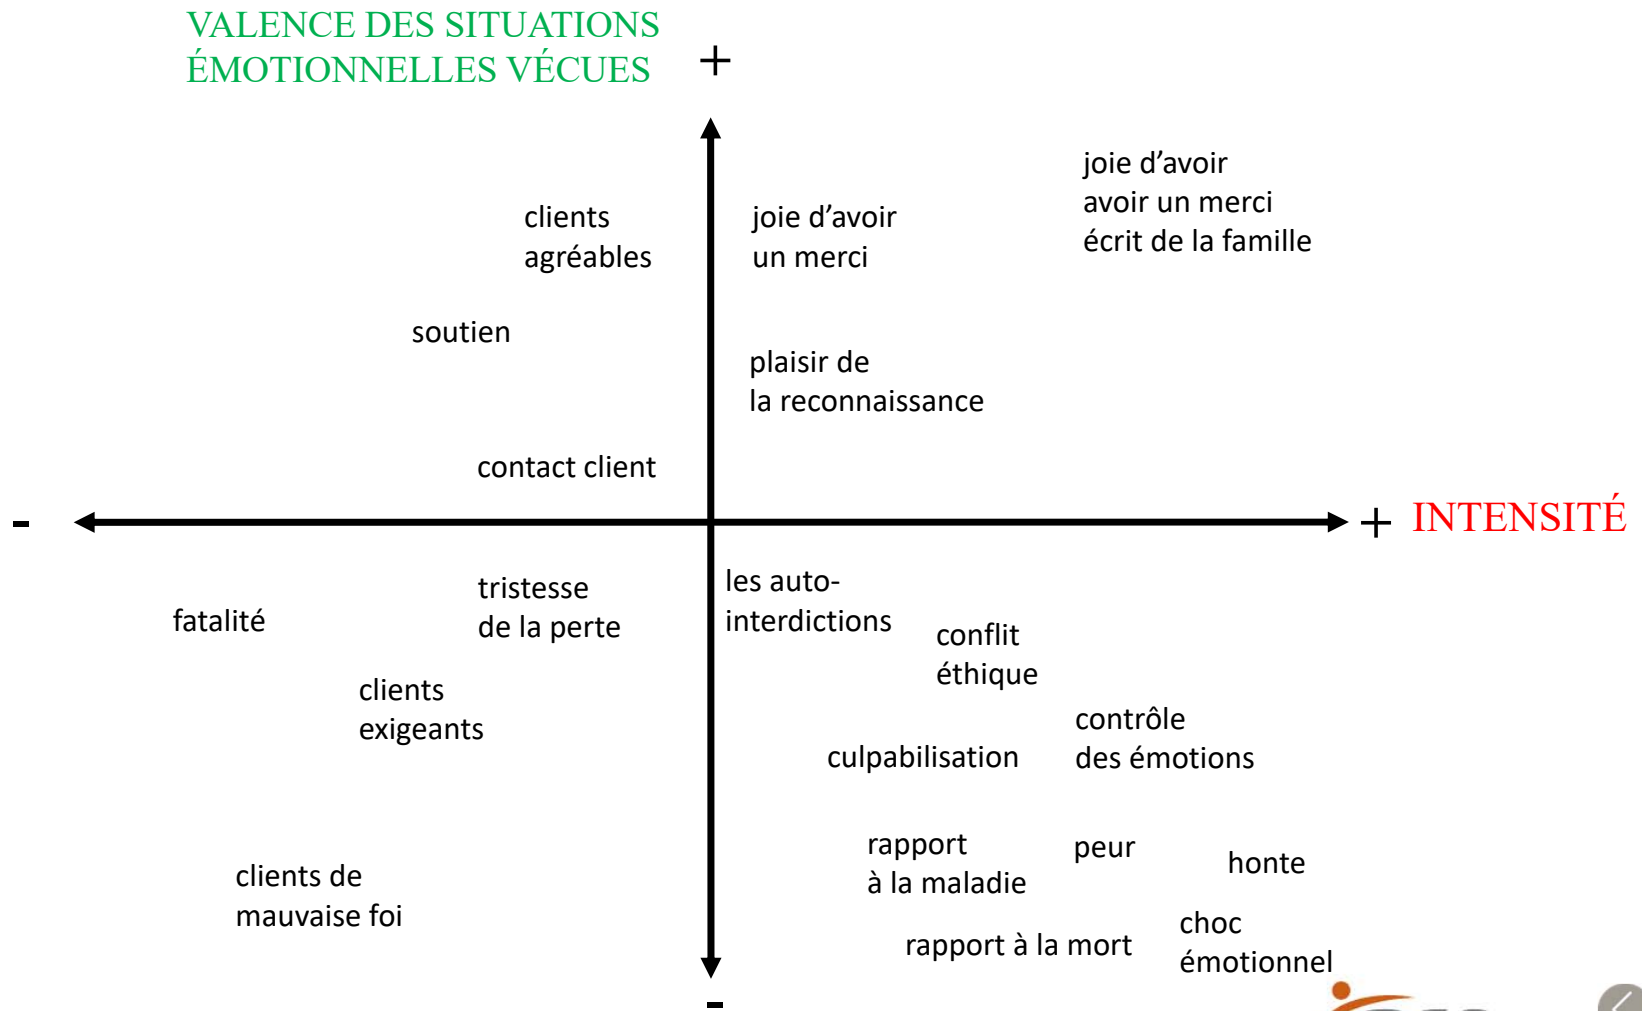 VALENCE DES SITUATIONS
ÉMOTIONNELLES VÉCUES
+
joie d’avoir
avoir un merci
écrit de la famille
clients
agréables
joie d’avoir
un merci
soutien
plaisir de
la reconnaissance
contact client
-
+ INTENSITÉ
fatalité
tristesse
de la perte
les auto-
interdictions
conflit
éthique
clients
exigeants
contrôle
des émotions
culpabilisation
rapport
à la maladie
peur
honte
clients de
mauvaise foi
rapport à la mort
choc
émotionnel
-